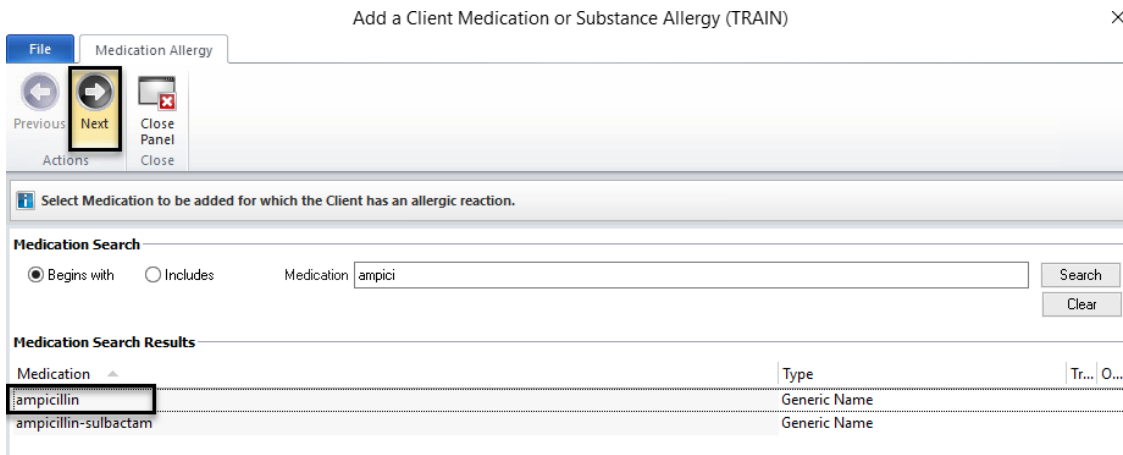 Add a Client Medication or Substance Allergy (TRAIN)
File Medication Allergy
Previous Next Close Panel
Actions Close
Select Medication to be added for which the Client has an allergic reaction.
Medication Search
Begins with Includes Medication ampici Search
Clear
Medication Search Results
Medication Type Tr... O...
ampicillin Generic Name
ampicillin-sulbactam Generic Name